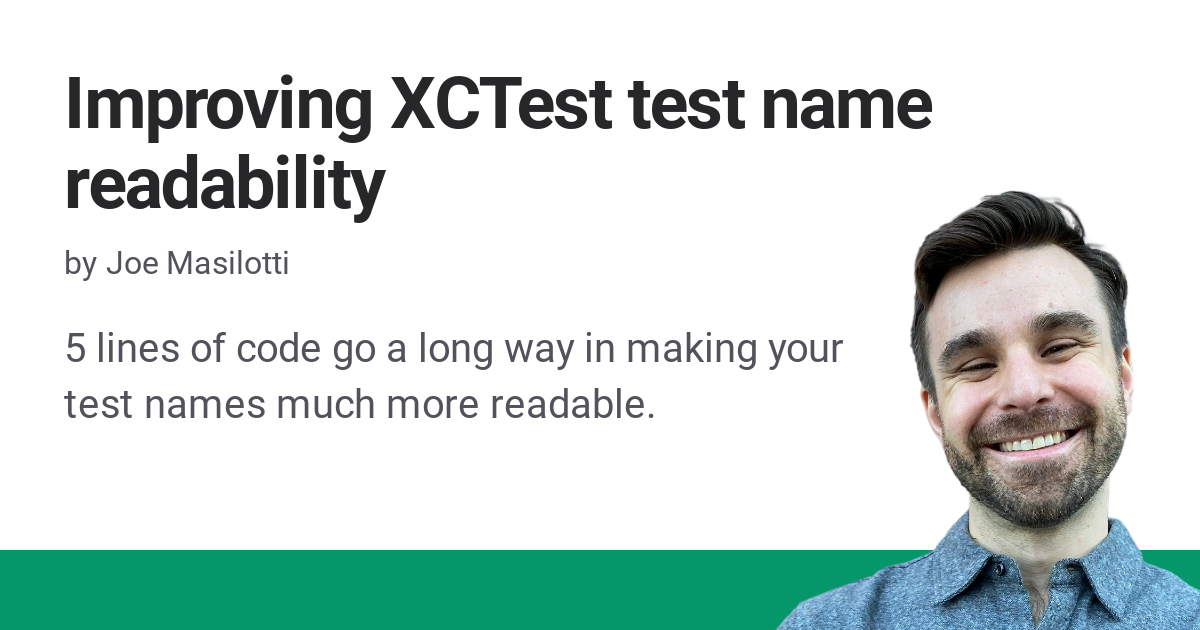 Improving XCTest test name
readability
by Joe Masilotti
5 lines of code go a long way in making your
test names much more readable.